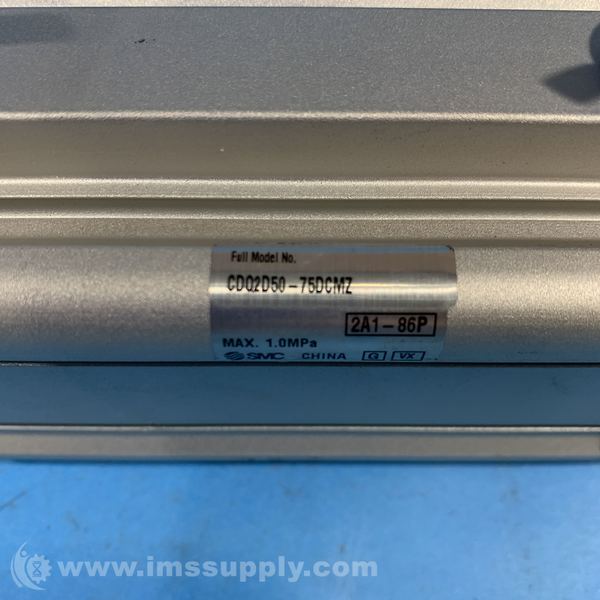 Full Model No.
CDQ2D50-75DCMZ
2A1-86P
MAX. 1.0MPa
SMC CHINA G VX
www.imssupply.com